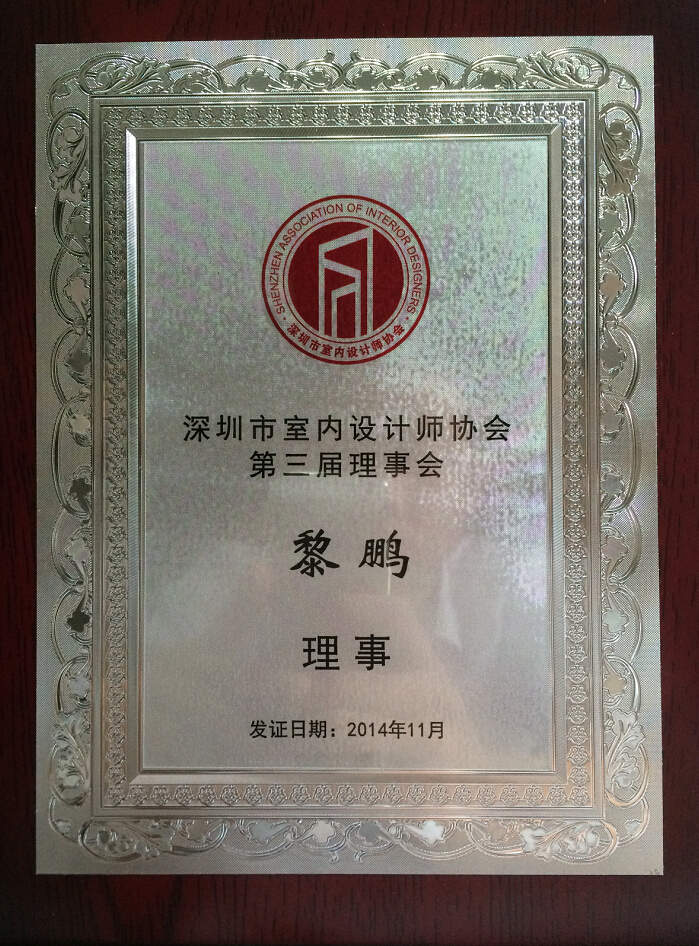 SHENZHEN ASSOCIATION OF INTERIOR DESIGNERS
深圳市室内设计师协会
深圳市室内设计师协会
第三届理事会
黎鹏
理事
发证日期：2014年11月